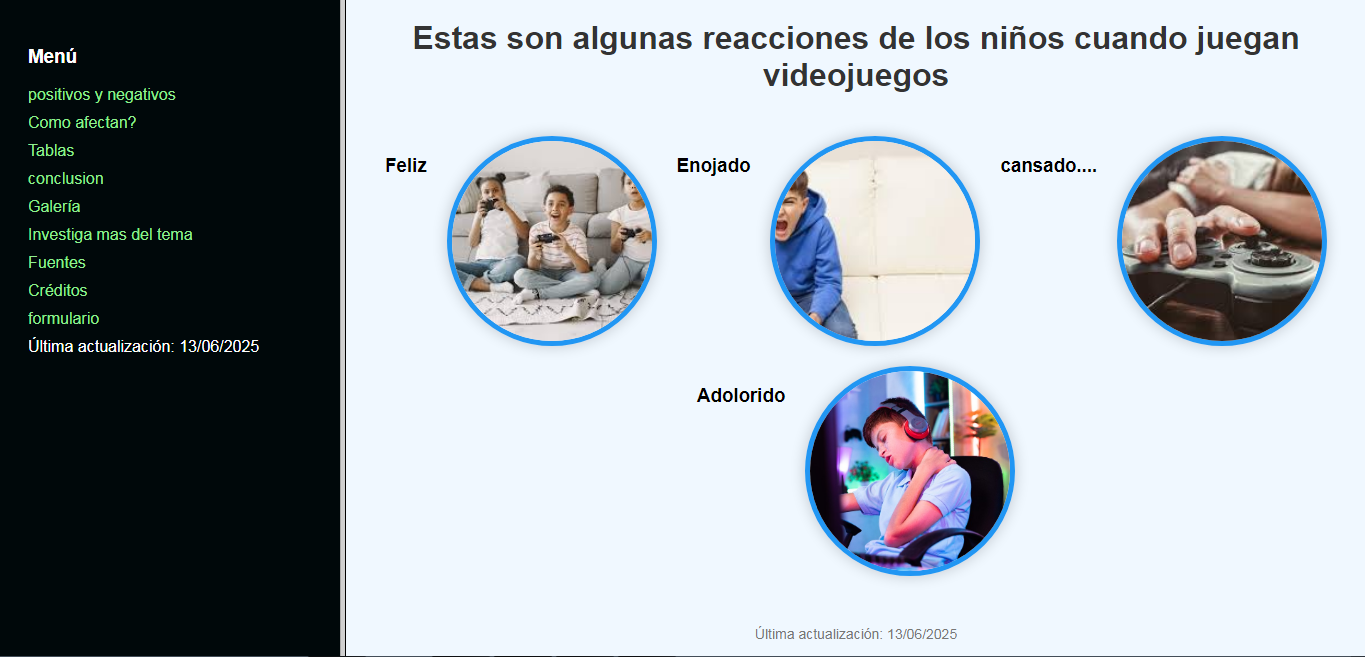 Menú
positivos y negativos
Como afectan?
Tablas
conclusion
Galería
Investiga mas del tema
Fuentes
Créditos
formulario
Última actualización: 13/06/2025
Estas son algunas reacciones de los niños cuando juegan
videojuegos
Feliz
Enojado
cansado....
Adolorido
Última actualización: 13/06/2025